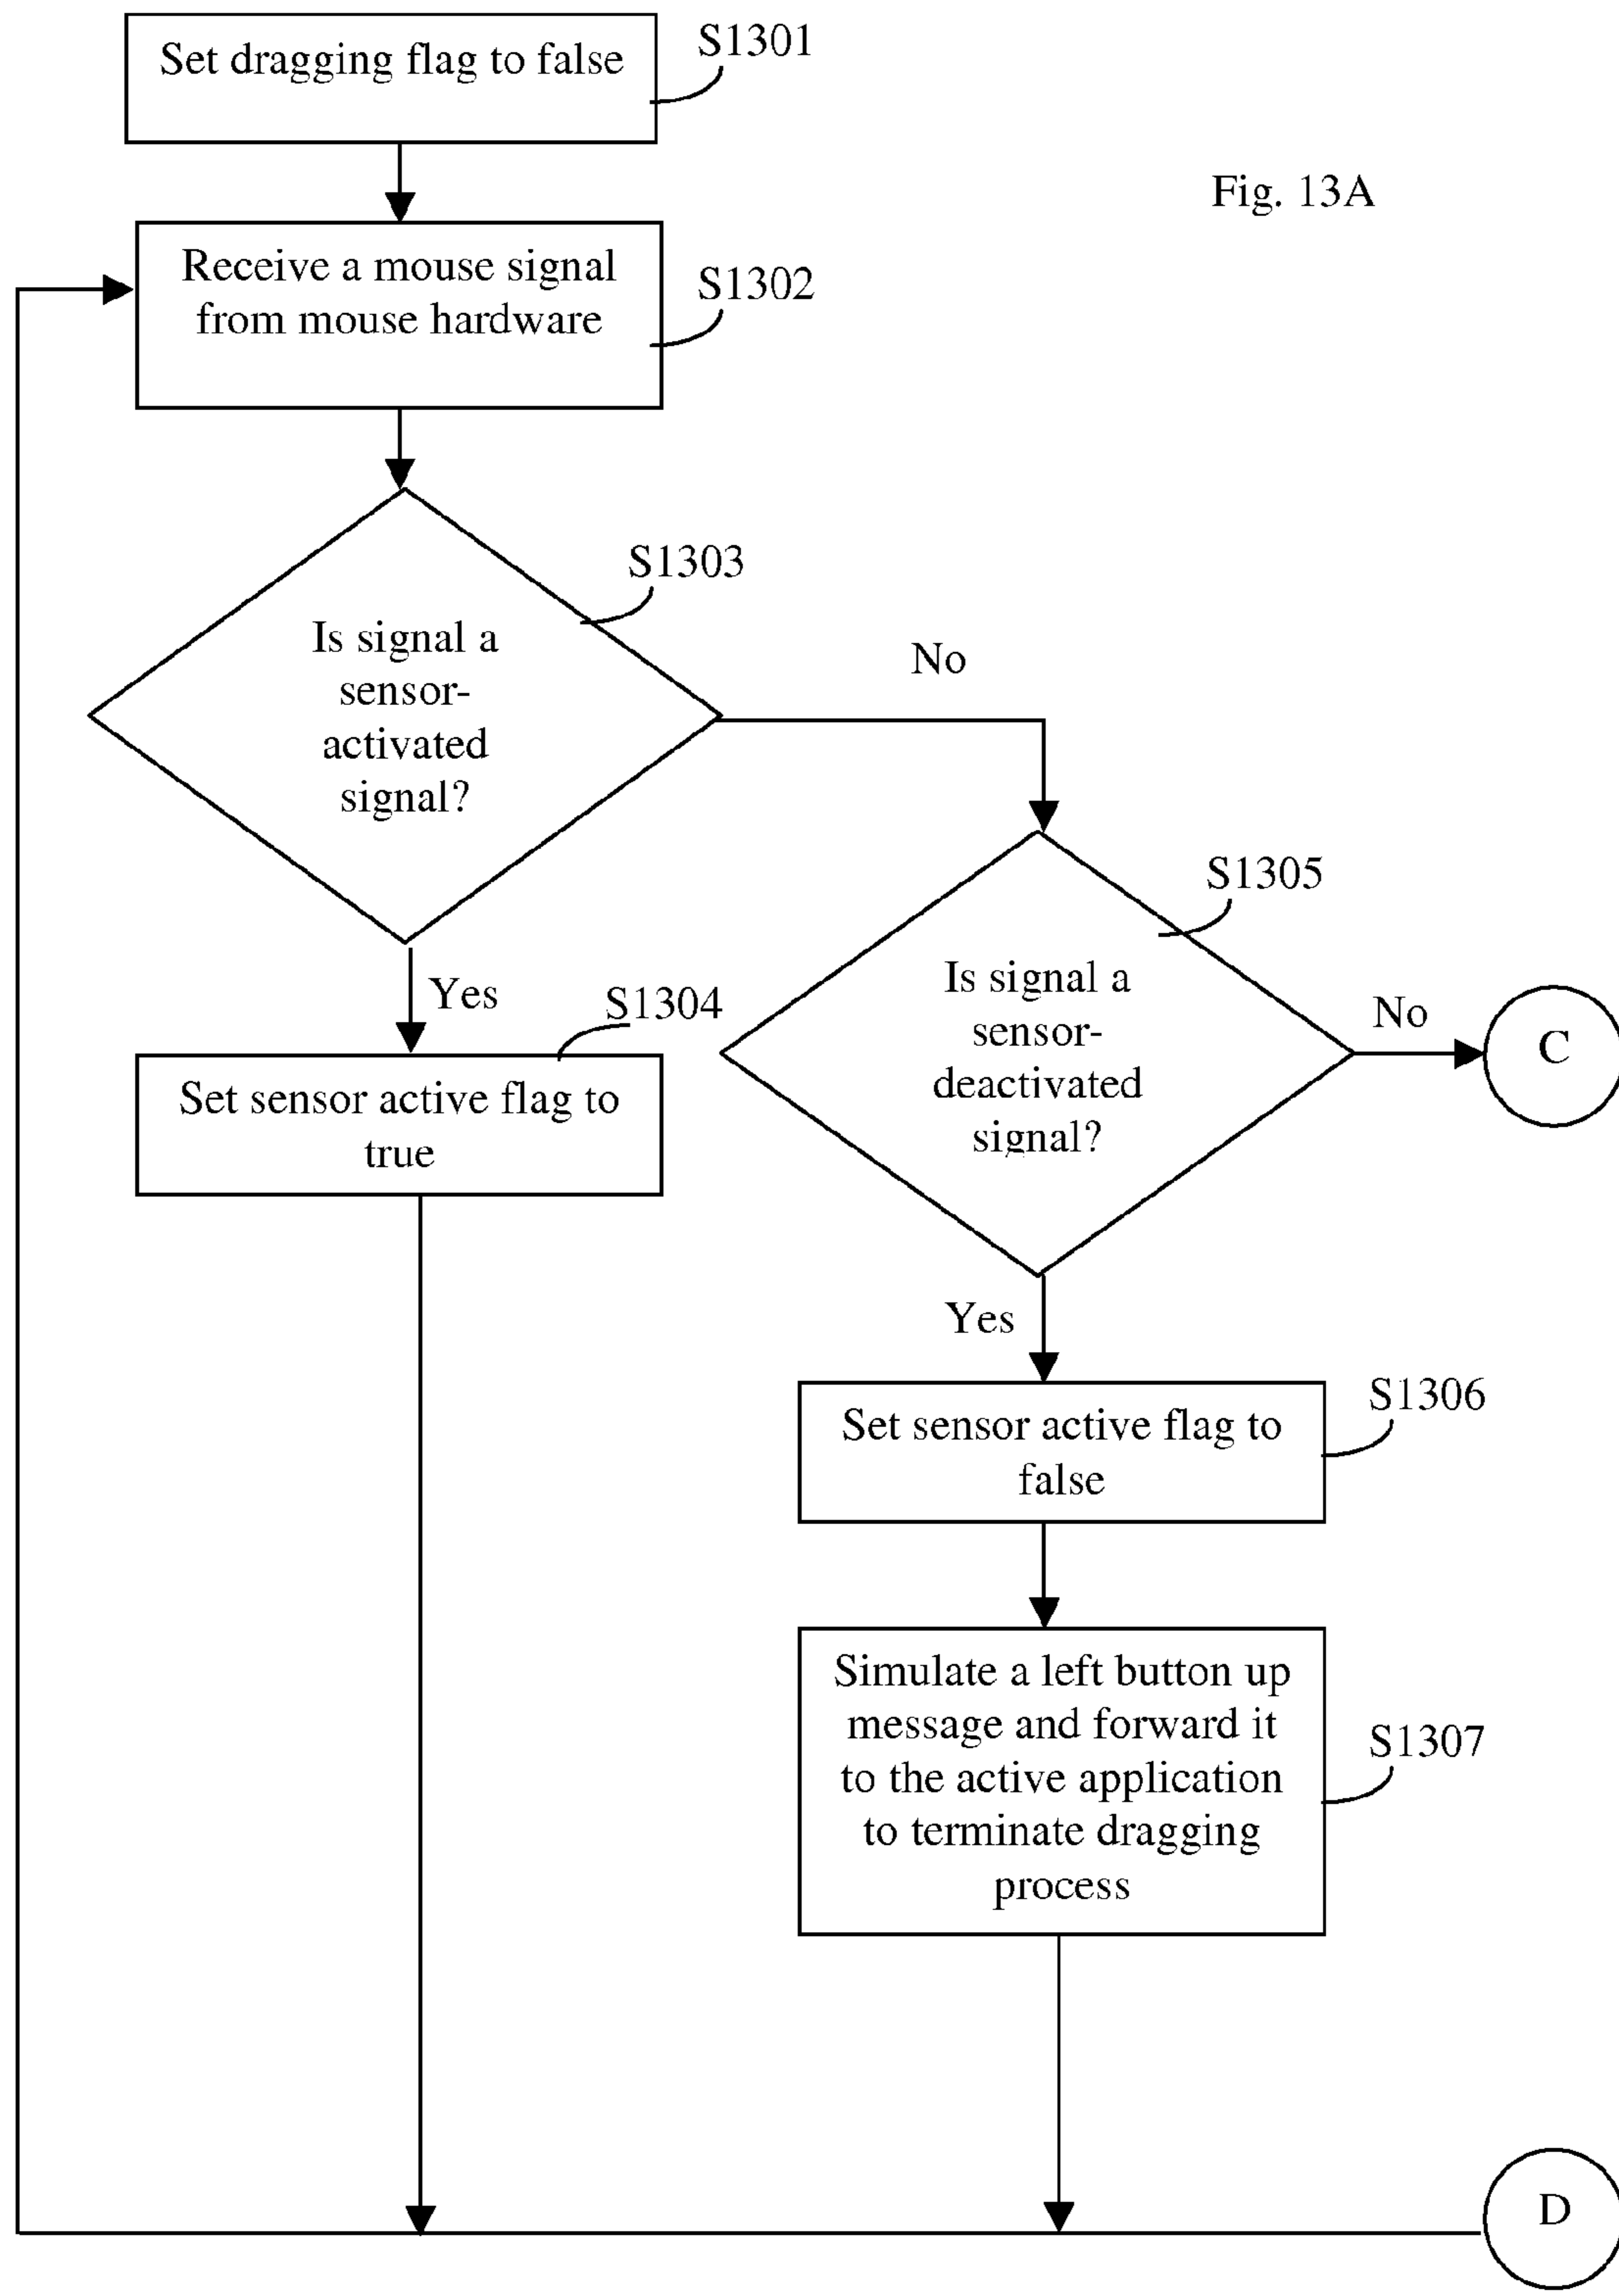 Set dragging flag to false
S1301
Fig. 13A
Receive a mouse signal
from mouse hardware
S1302
S1303
Is signal a
sensor-
activated
signal?
No
Yes
S1304
Set sensor active flag to
true
S1305
Is signal a
sensor-
deactivated
signal?
No
C
Yes
S1306
Set sensor active flag to
false
Simulate a left button up
message and forward it
to the active application
to terminate dragging
process
S1307
D